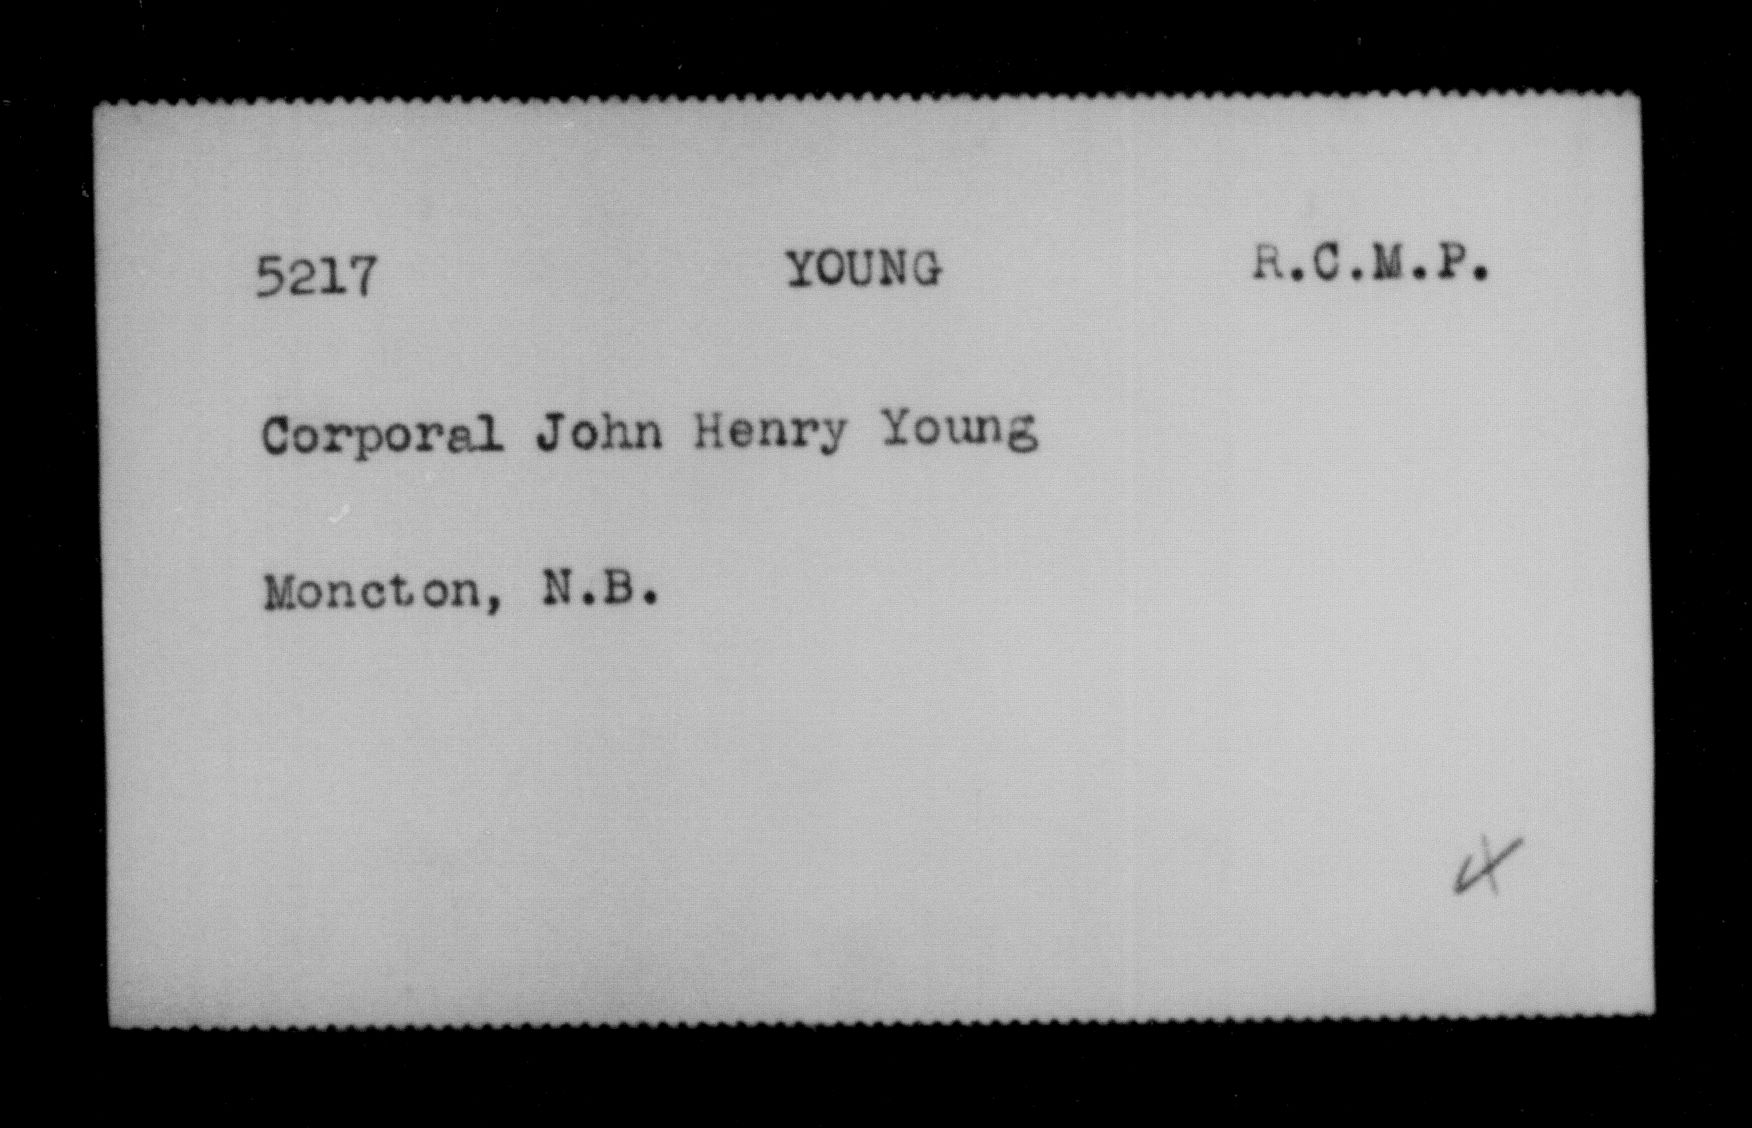 5217 YOUNG R.C.M.P.
Corporal John Henry Young
Moncton, N.B.